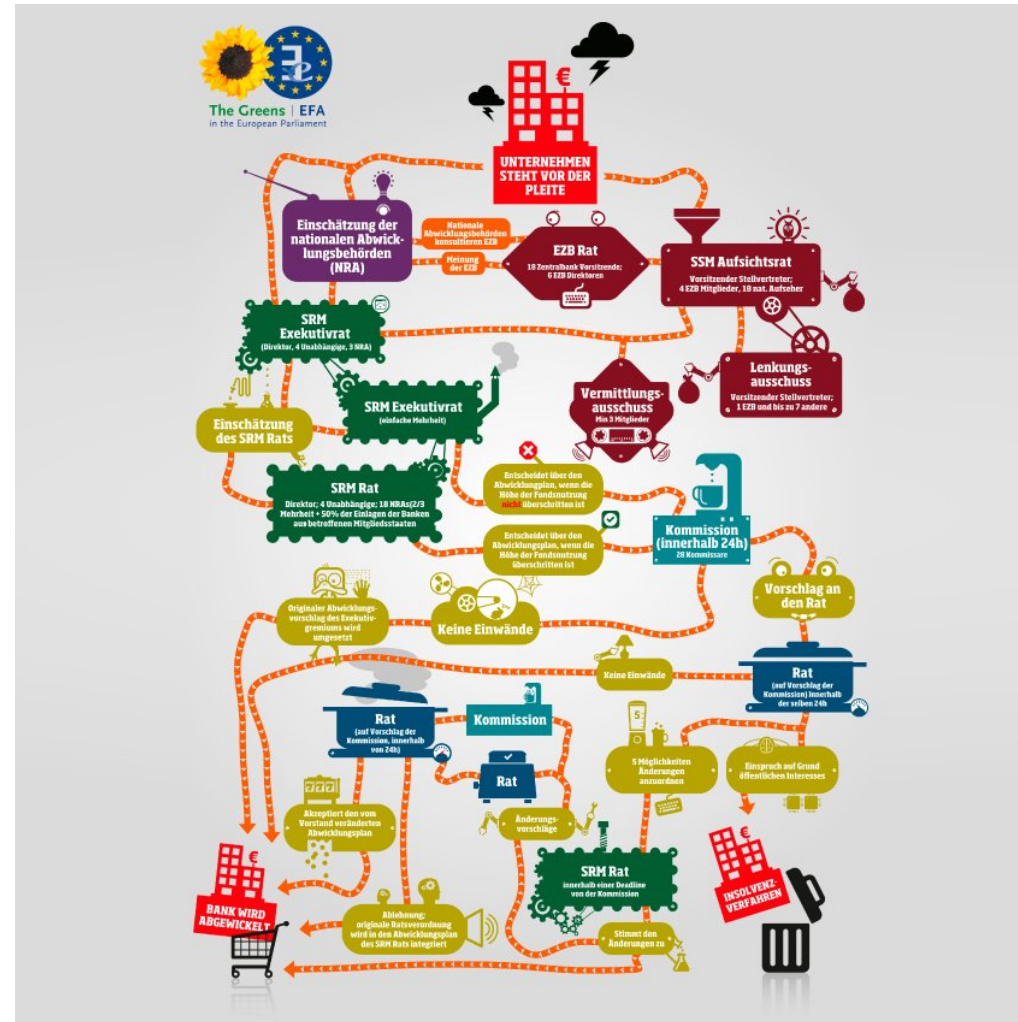 The Greens | EFA
in the European Parliament
€
UNTERNEHMEN
STEHT VOR DER
PLEITE
Einschätzung der
nationalen Abwick-
lungsbehörden
(NRA)
Nationale
Abwicklungsbehörden
konsultieren EZB
Meinung
der EZB
EZB Rat
18 Zentralbank Vorsitzende;
6 EZB Direktoren
SSM Aufsichtsrat
Vorsitzender Stellvertreter;
4 EZB Mitglieder, 18 nat. Aufseher
SRM
Exekutivrat
(Direktor, 4 Unabhängige, 3 NRA)
Lenkungs-
ausschuss
Vorsitzender Stellvertreter;
1 EZB und bis zu 7 andere
Vermittlungs-
ausschuss
Min 3 Mitglieder
SRM Exekutivrat
(einfache Mehrheit)
Einschätzung
des SRM Rats
SRM Rat
Direktor; 4 Unabhängige; 18 NRAs(2/3
Mehrheit + 50% der Einlagen der Banken
aus betroffenen Mitgliedsstaaten
Entscheidet über den
Abwicklungplan, wenn die
Höhe der Fondsnutzung
nicht überschritten ist
Entscheidet über den
Abwicklungsplan, wenn die
Höhe der Fondsnutzung
überschritten ist
Kommission
(innerhalb 24h)
28 Kommissare
Vorschlag an
den Rat
Originaler Abwicklungs-
vorschlag des Exekutiv-
gremiums wird
umgesetzt
Keine Einwände
Keine Einwände
Rat
(auf Vorschlag der
Kommission) innerhalb
der selben 24h
Rat
(auf Vorschlag der
Kommission, innerhalb
von 24h)
Kommission
Rat
5
5 Möglichkeiten
Änderungen
anzuordnen
Einspruch auf Grund
öffentlichen Interesses
777
Akzeptiert den vom
Vorstand veränderten
Abwicklungsplan
Änderungs-
vorschläge
SRM Rat
innerhalb einer Deadline
von der Kommission
€
INSOLVENZ-
VERFAHREN
€
BANK WIRD
ABGEWICKELT
Ablehnung;
originale Ratsverordnung
wird in den Abwicklungsplan
des SRM Rats integriert
Stimmt den
Änderungen zu